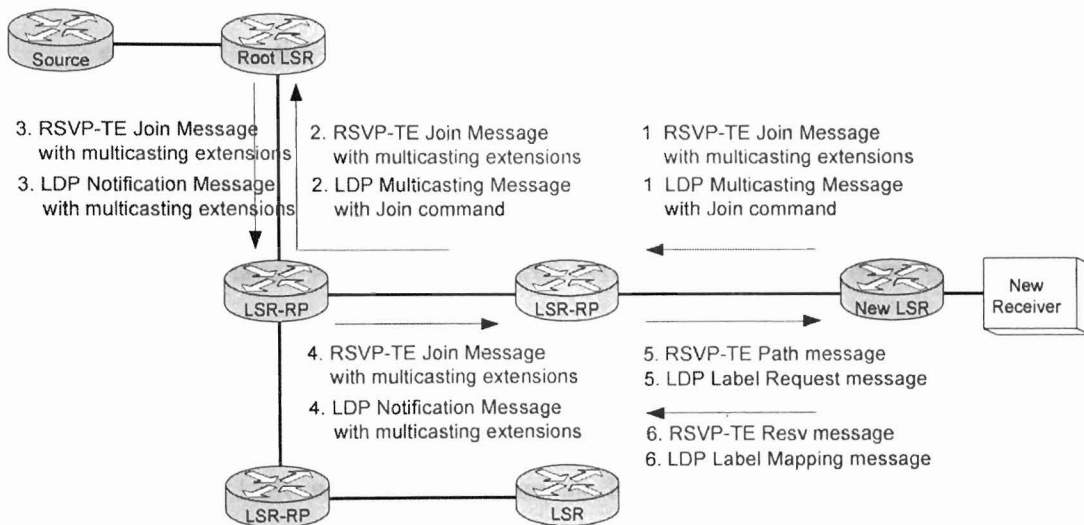 Source
Root LSR
3. RSVP-TE Join Message
with multicasting extensions
3. LDP Notification Message
with multicasting extensions
2. RSVP-TE Join Message
with multicasting extensions
2. LDP Multicasting Message
with Join command
1 RSVP-TE Join Message
with multicasting extensions
1 LDP Multicasting Message
with Join command
LSR-RP
LSR-RP
New LSR
New
Receiver
4. RSVP-TE Join Message
with multicasting extensions
4. LDP Notification Message
with multicasting extensions
5. RSVP-TE Path message
5. LDP Label Request message
6. RSVP-TE Resv message
6. LDP Label Mapping message
LSR-RP
LSR